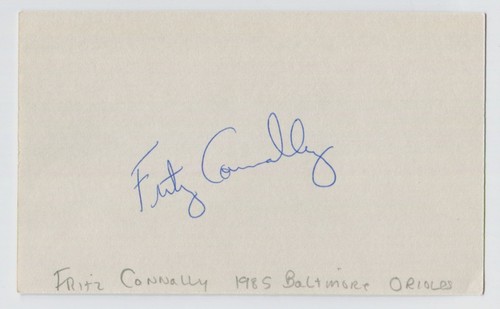 Fritz Connally
Fritz Connally 1985 Baltimore Orioles